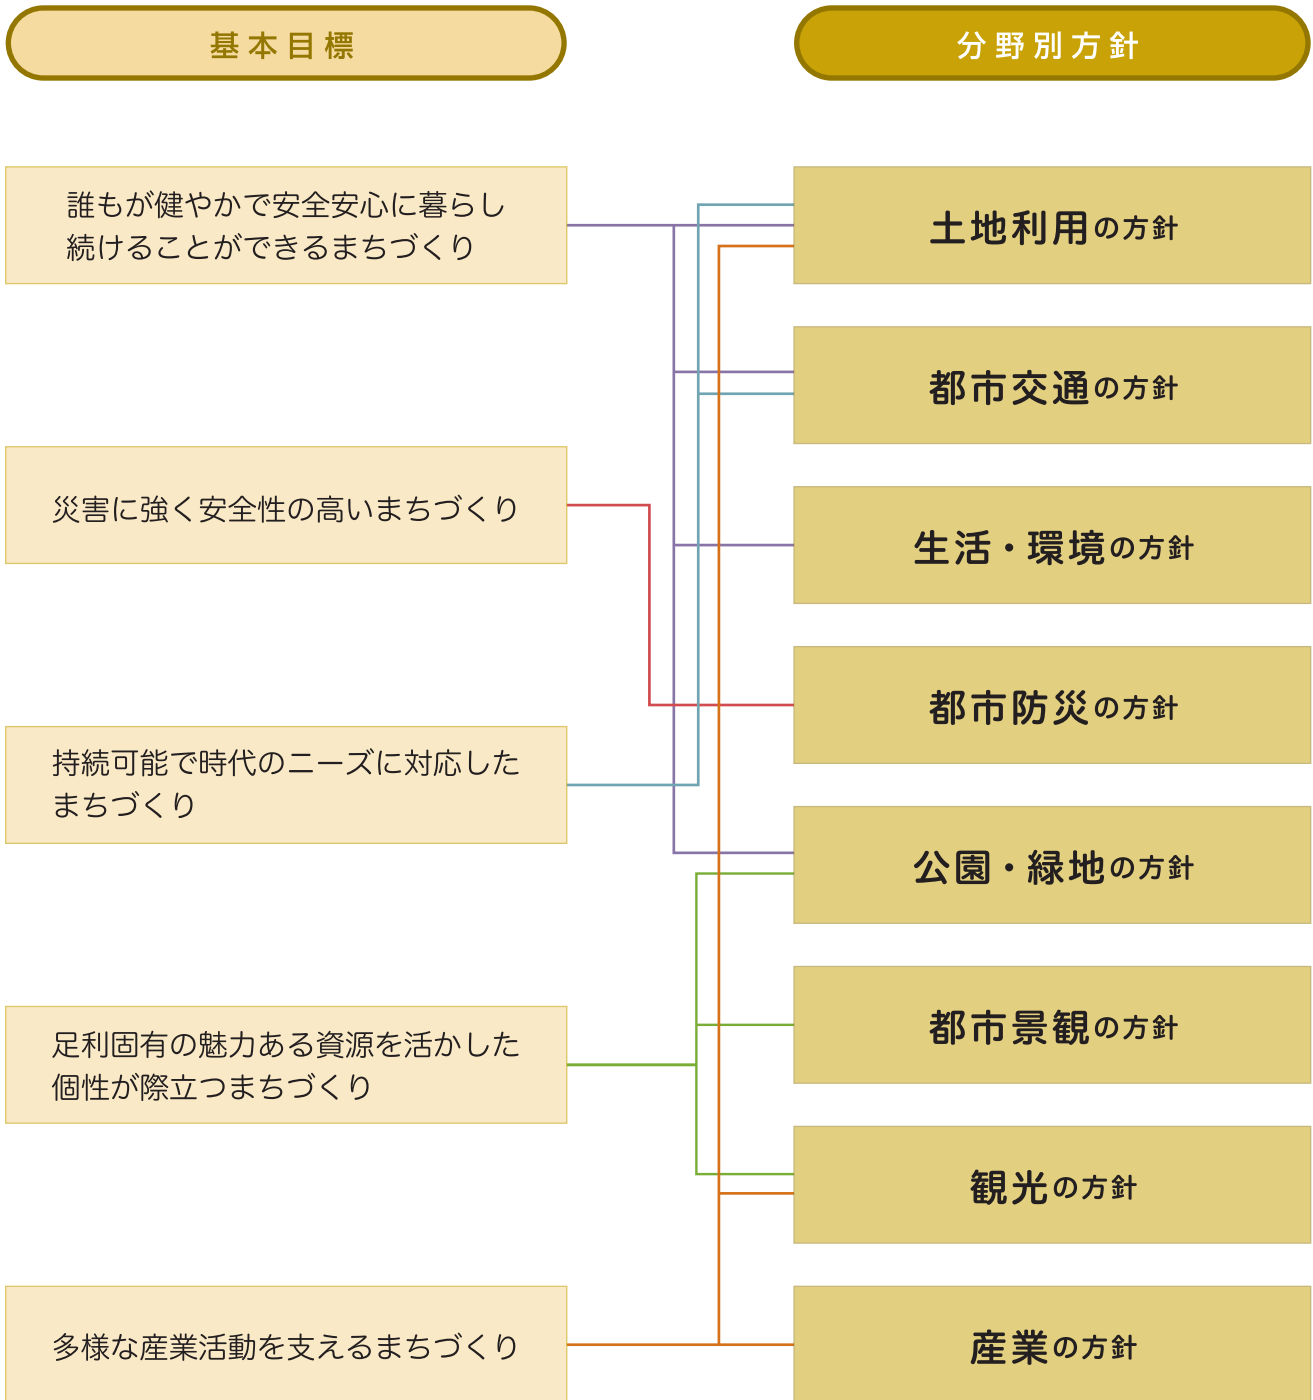 基本目標
分野別方針
誰もが健やかで安全安心に暮らし
続けることができるまちづくり
災害に強く安全性の高いまちづくり
持続可能で時代のニーズに対応した
まちづくり
足利固有の魅力ある資源を活かした
個性が際立つまちづくり
多様な産業活動を支えるまちづくり
土地利用の方針
都市交通の方針
生活・環境の方針
都市防災の方針
公園・緑地の方針
都市景観の方針
観光の方針
産業の方針